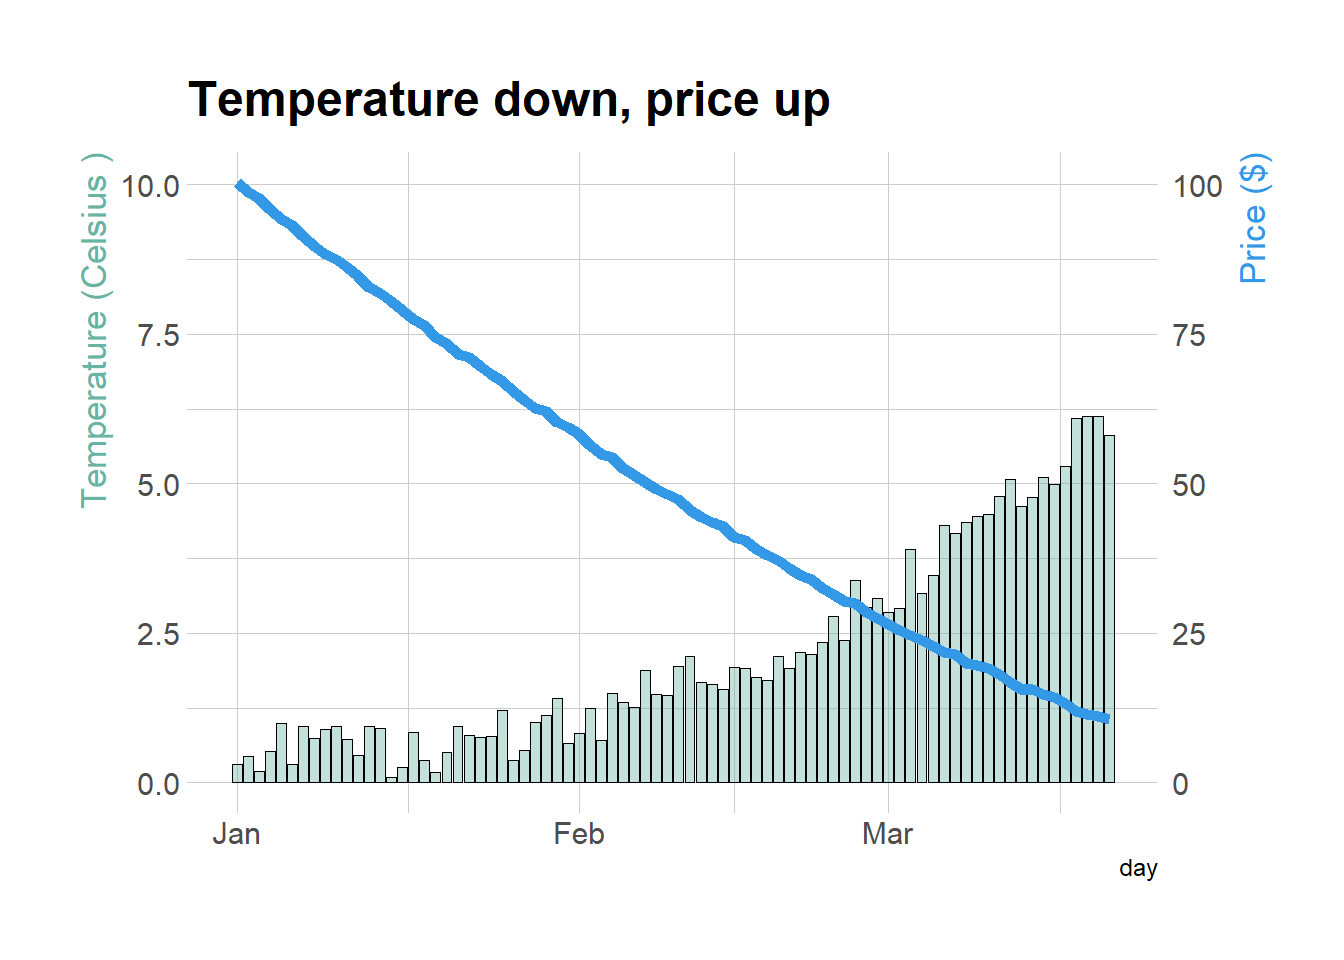 Temperature down, price up
Temperature (Celsius )
Price ($)
10.0
7.5
5.0
2.5
0.0
100
75
50
25
0
Jan
Feb
Mar
day